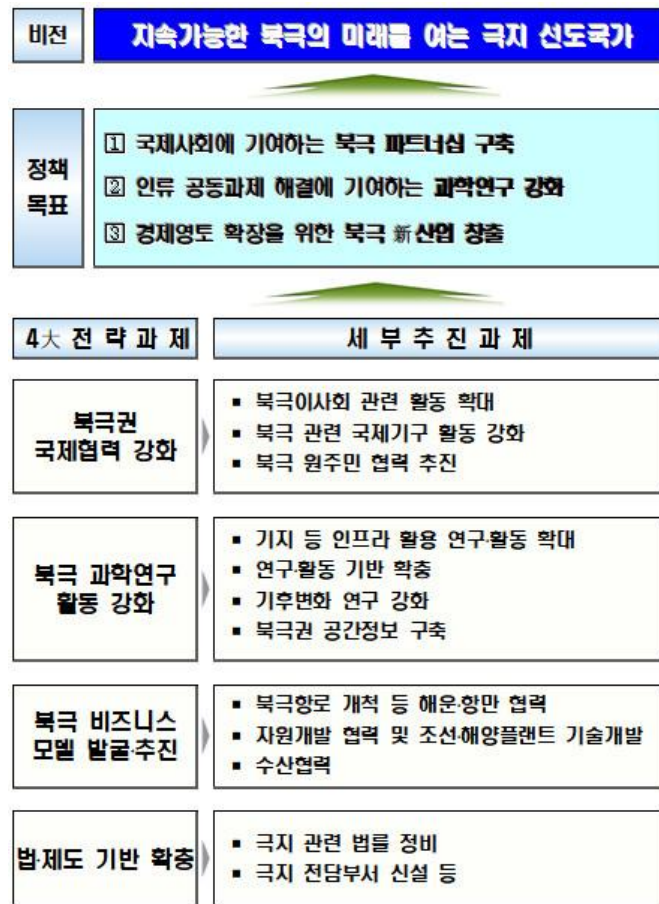 비전
지속가능한 북극의 미래를 여는 극지 선도국가
정책
목표
1 국제사회에 기여하는 북극 파트너십 구축
2 인류 공동과제 해결에 기여하는 과학연구 강화
3 경제영토 확장을 위한 북극 新산업 창출
4大 전략과제
세부추진과제
북극권
국제협력 강화
▪ 북극이사회 관련 활동 확대
▪ 북극 관련 국제기구 활동 강화
▪ 북극 원주민 협력 추진
북극 과학연구
활동 강화
▪ 기지 등 인프라 활용 연구·활동 확대
▪ 연구·활동 기반 확충
▪ 기후변화 연구 강화
▪ 북극권 공간정보 구축
북극 비즈니스
모델 발굴·추진
▪ 북극항로 개척 등 해운·항만 협력
▪ 자원개발 협력 및 조선·해양플랜트 기술개발
▪ 수산협력
법·제도 기반 확충
▪ 극지 관련 법률 정비
▪ 극지 전담부서 신설 등